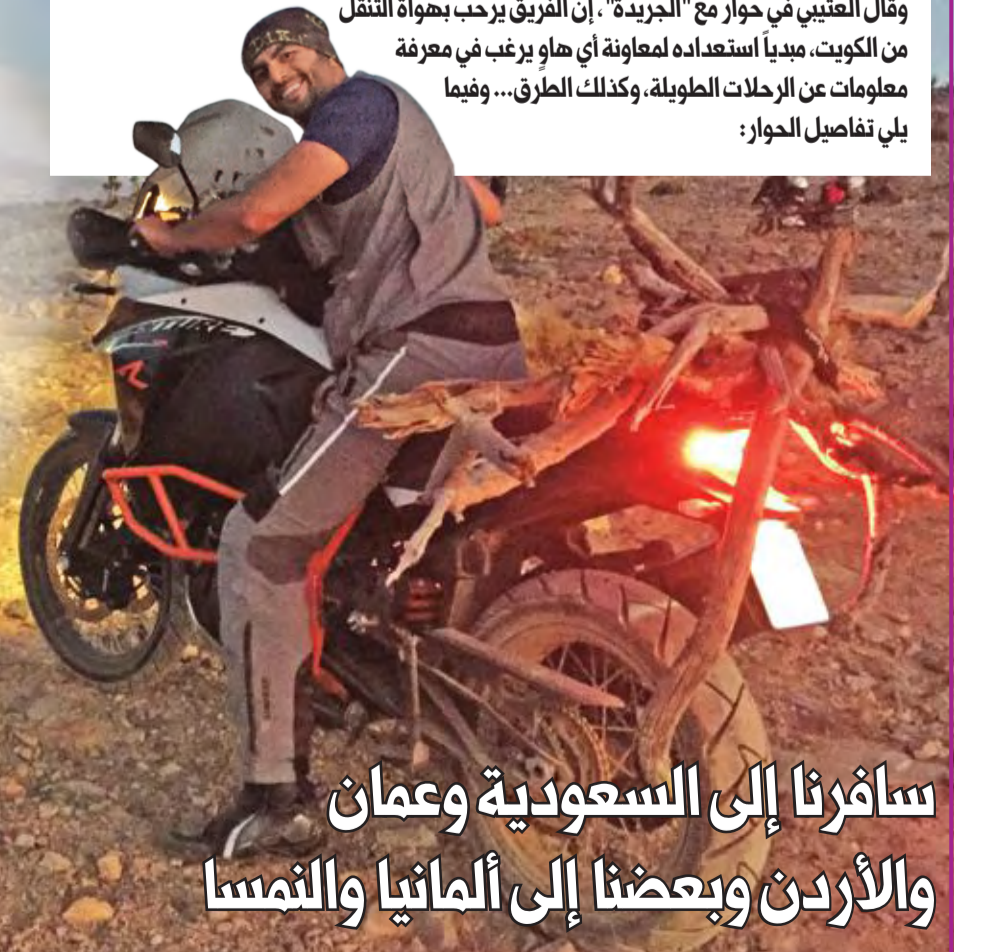 وقال العتيبي في حوار مع "الجريدة"، إن الفريق يرحب بهواة التنقل
من الكويت، مبدياً استعداده لمعاونة أي هاوٍ يرغب في معرفة
معلومات عن الرحلات الطويلة، وكذلك الطرق... وفيما
يلي تفاصيل الحوار:
سافرنا إلى السعودية وعمان
والأردن وبعضنا إلى ألمانيا والنمسا